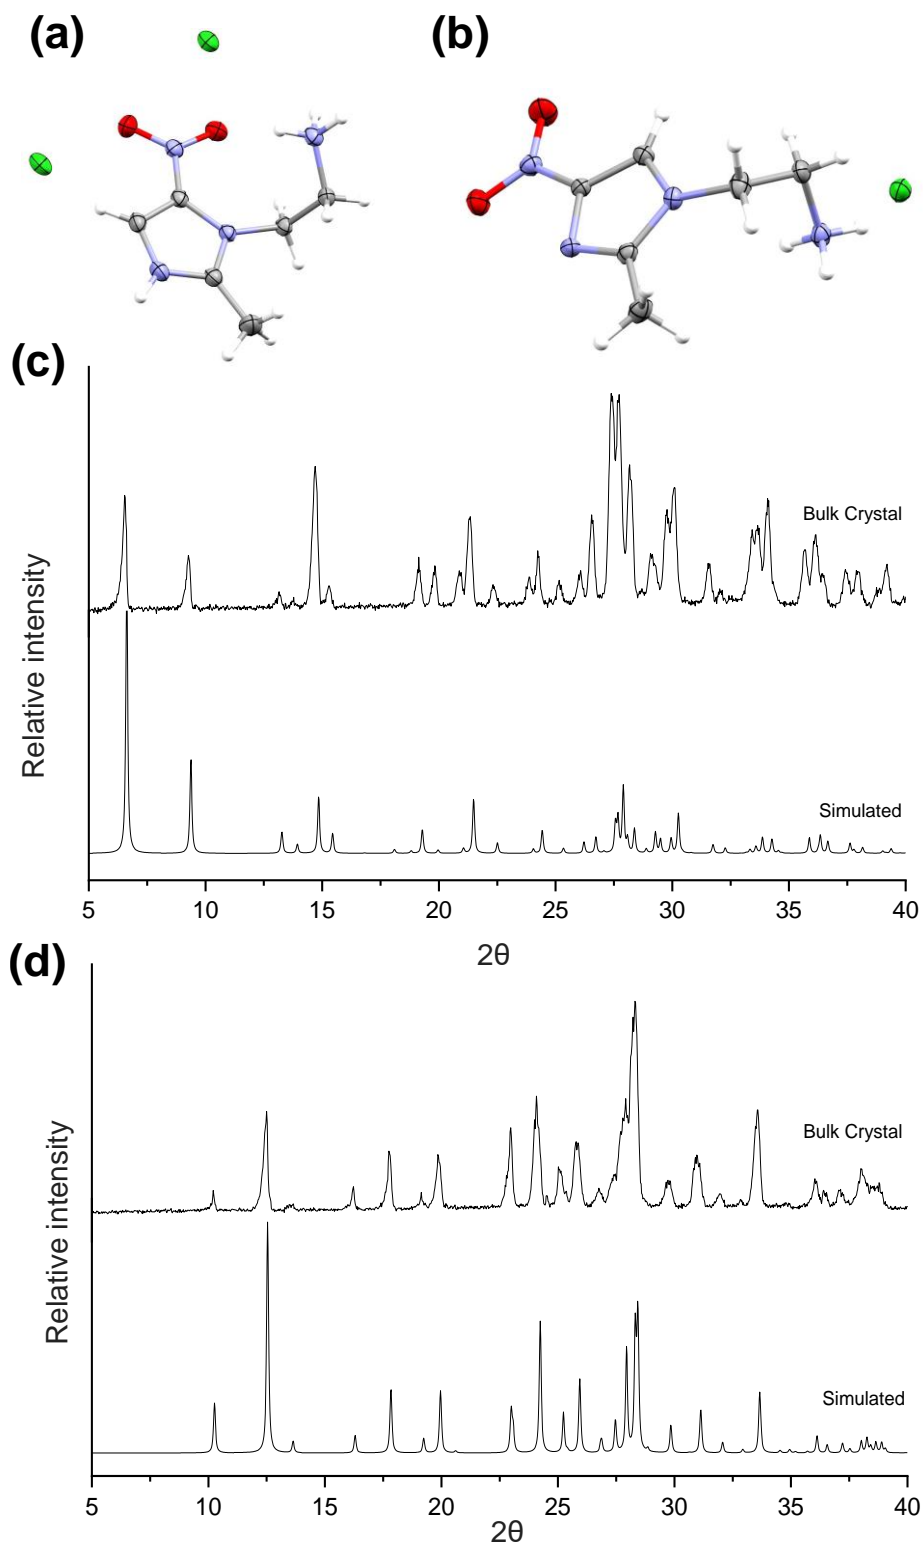 (a)
(b)
(c)
Bulk Crystal
Simulated
Relative intensity
5 10 15 20 25 30 35 40
2θ
(d)
Bulk Crystal
Simulated
Relative intensity
5 10 15 20 25 30 35 40
2θ